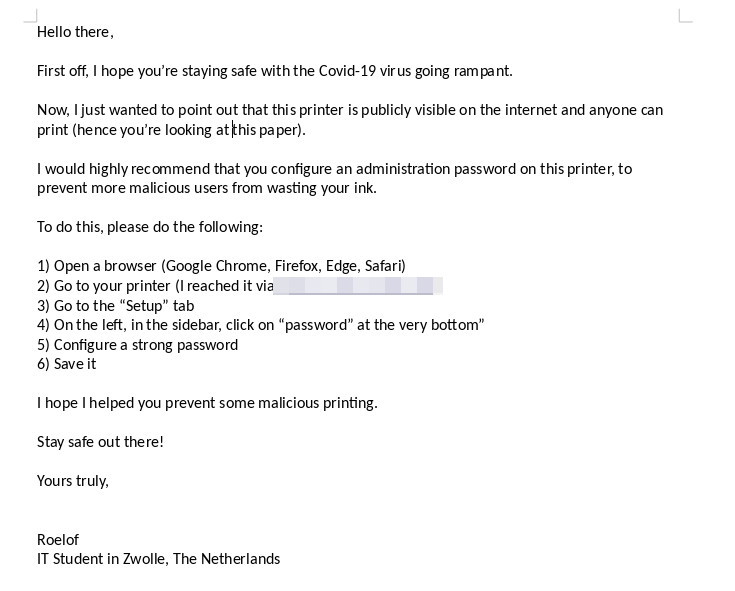 Hello there,
First off, I hope you're staying safe with the Covid-19 virus going rampant.
Now, I just wanted to point out that this printer is publicly visible on the internet and anyone can
print (hence you're looking at this paper).
I would highly recommend that you configure an administration password on this printer, to
prevent more malicious users from wasting your ink.
To do this, please do the following:
1) Open a browser (Google Chrome, Firefox, Edge, Safari)
2) Go to your printer (I reached it via
3) Go to the “Setup” tab
4) On the left, in the sidebar, click on “password” at the very bottom”
5) Configure a strong password
6) Save it
I hope I helped you prevent some malicious printing.
Stay safe out there!
Yours truly,
Roelof
IT Student in Zwolle, The Netherlands